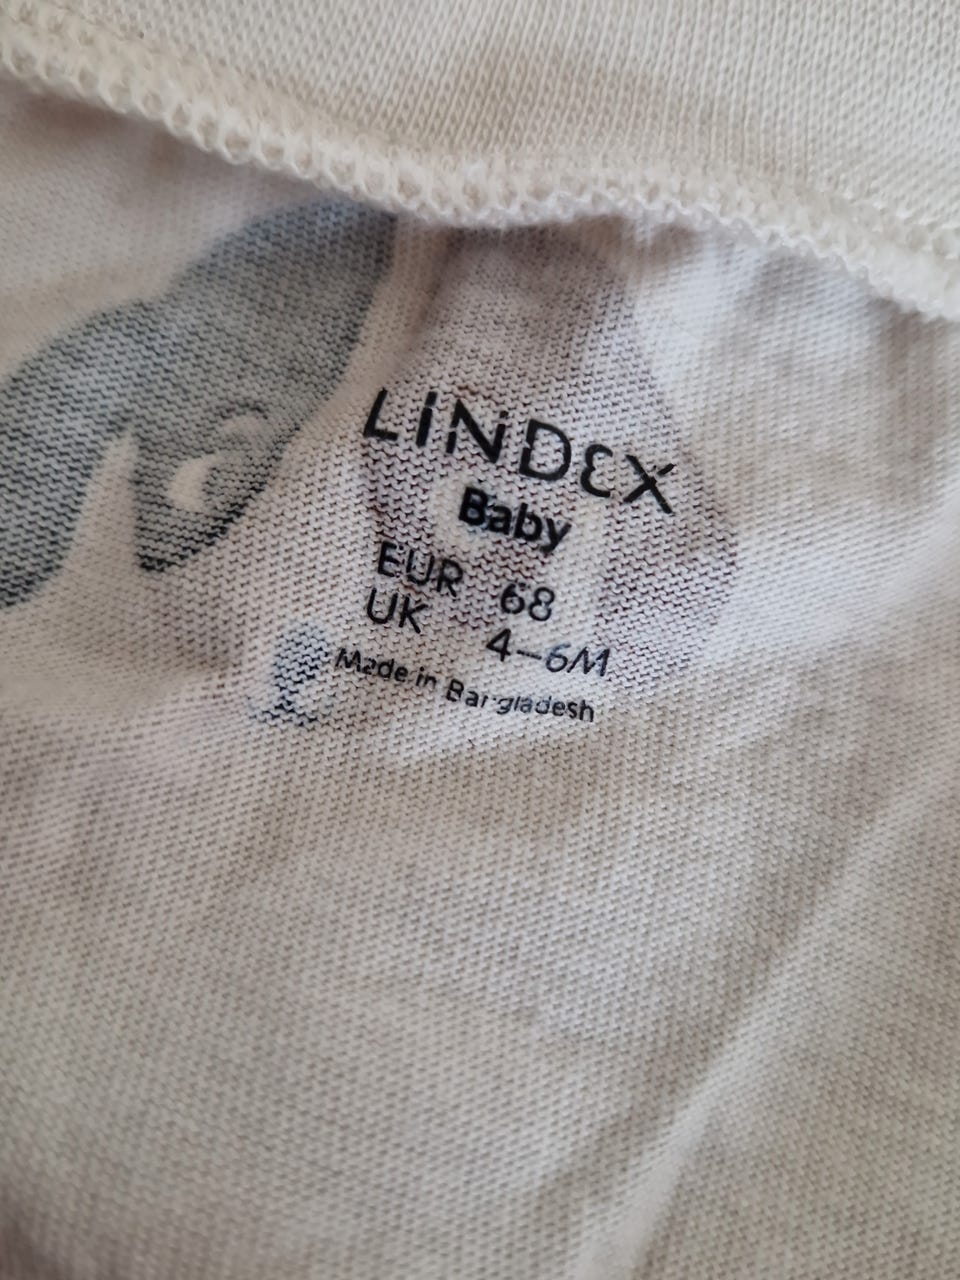 LINDEX
Baby
EUR 68
UK 4-6M
Made in Bangladesh